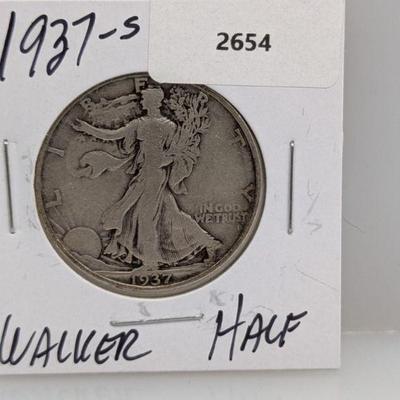 1937-S
2654
LIBERTY
IN GOD
WE TRUST
1937
WALKER HALF